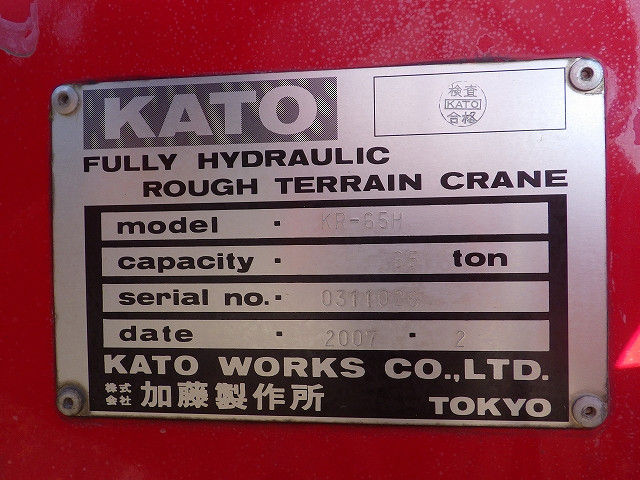 KATO
検査
KATO
合格
FULLY HYDRAULIC
ROUGH TERRAIN CRANE
model · KR-65H
capacity ton
serial no. ·
date · 2007 · 2
KATO WORKS CO.,LTD.
株式会社 加藤製作所 TOKYO